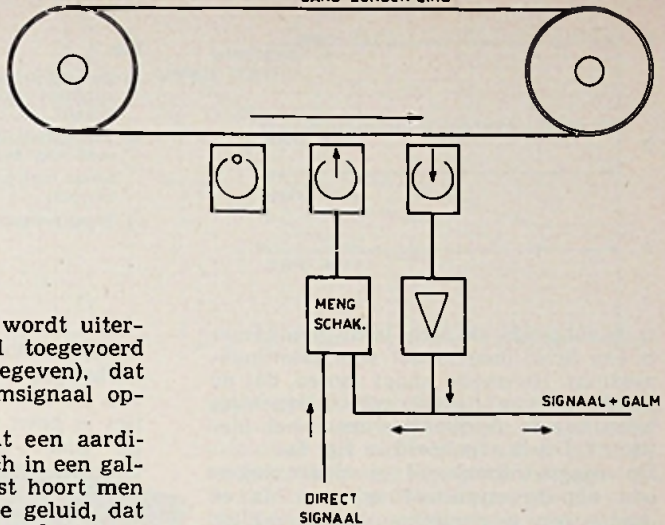 MENG
SCHAK.
SIGNAAL + GALM
DIRECT
SIGNAAL
wordt uiter-
toegevoerd
egeven), dat
msignaal op-
t een aardi-
ch in een gal-
st hoort men
e geluid, dat